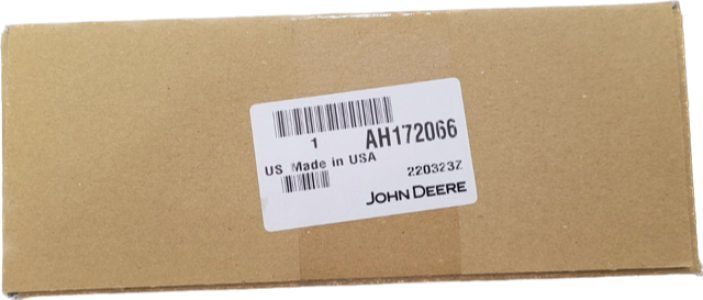 1 AH172066
US Made in USA
220323Z
JOHN DEERE